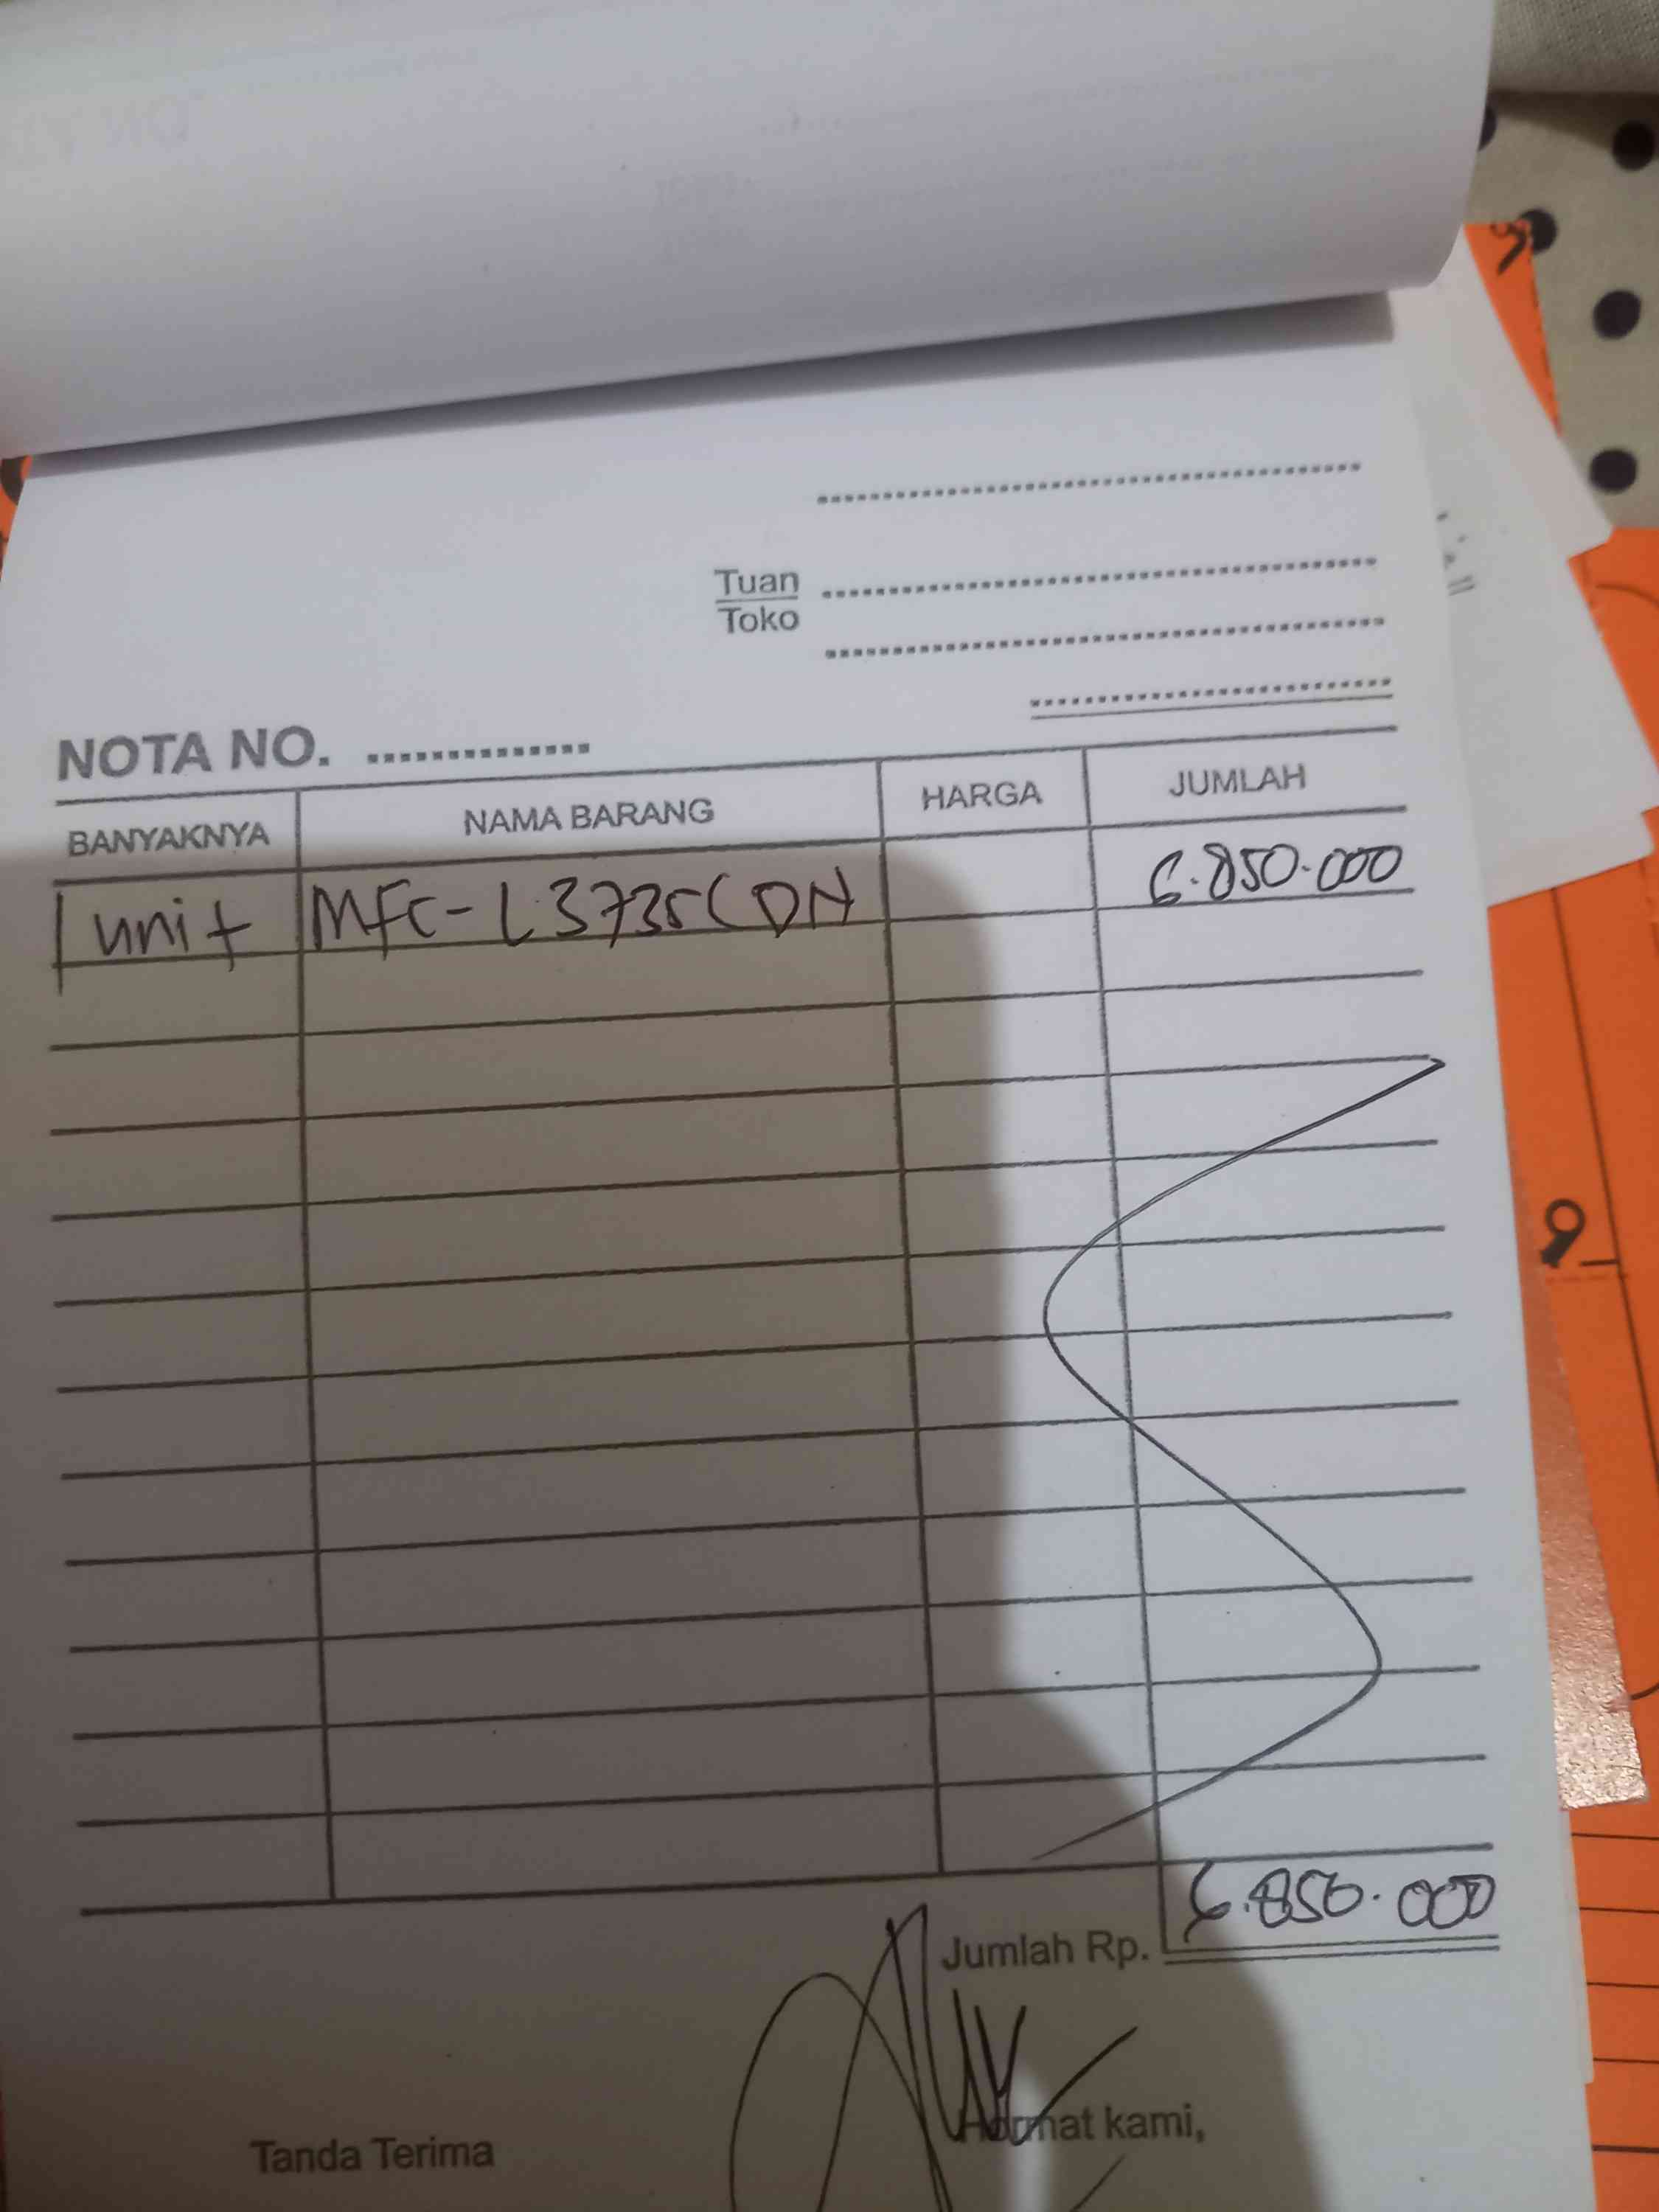 Tuan
Toko
NOTA NO. ..............
BANYAKNYA NAMA BARANG HARGA JUMLAH
1 unit MFC-L3735CDN 6.850.000
Jumlah Rp. 6.850.000
Tanda Terima Hormat kami,